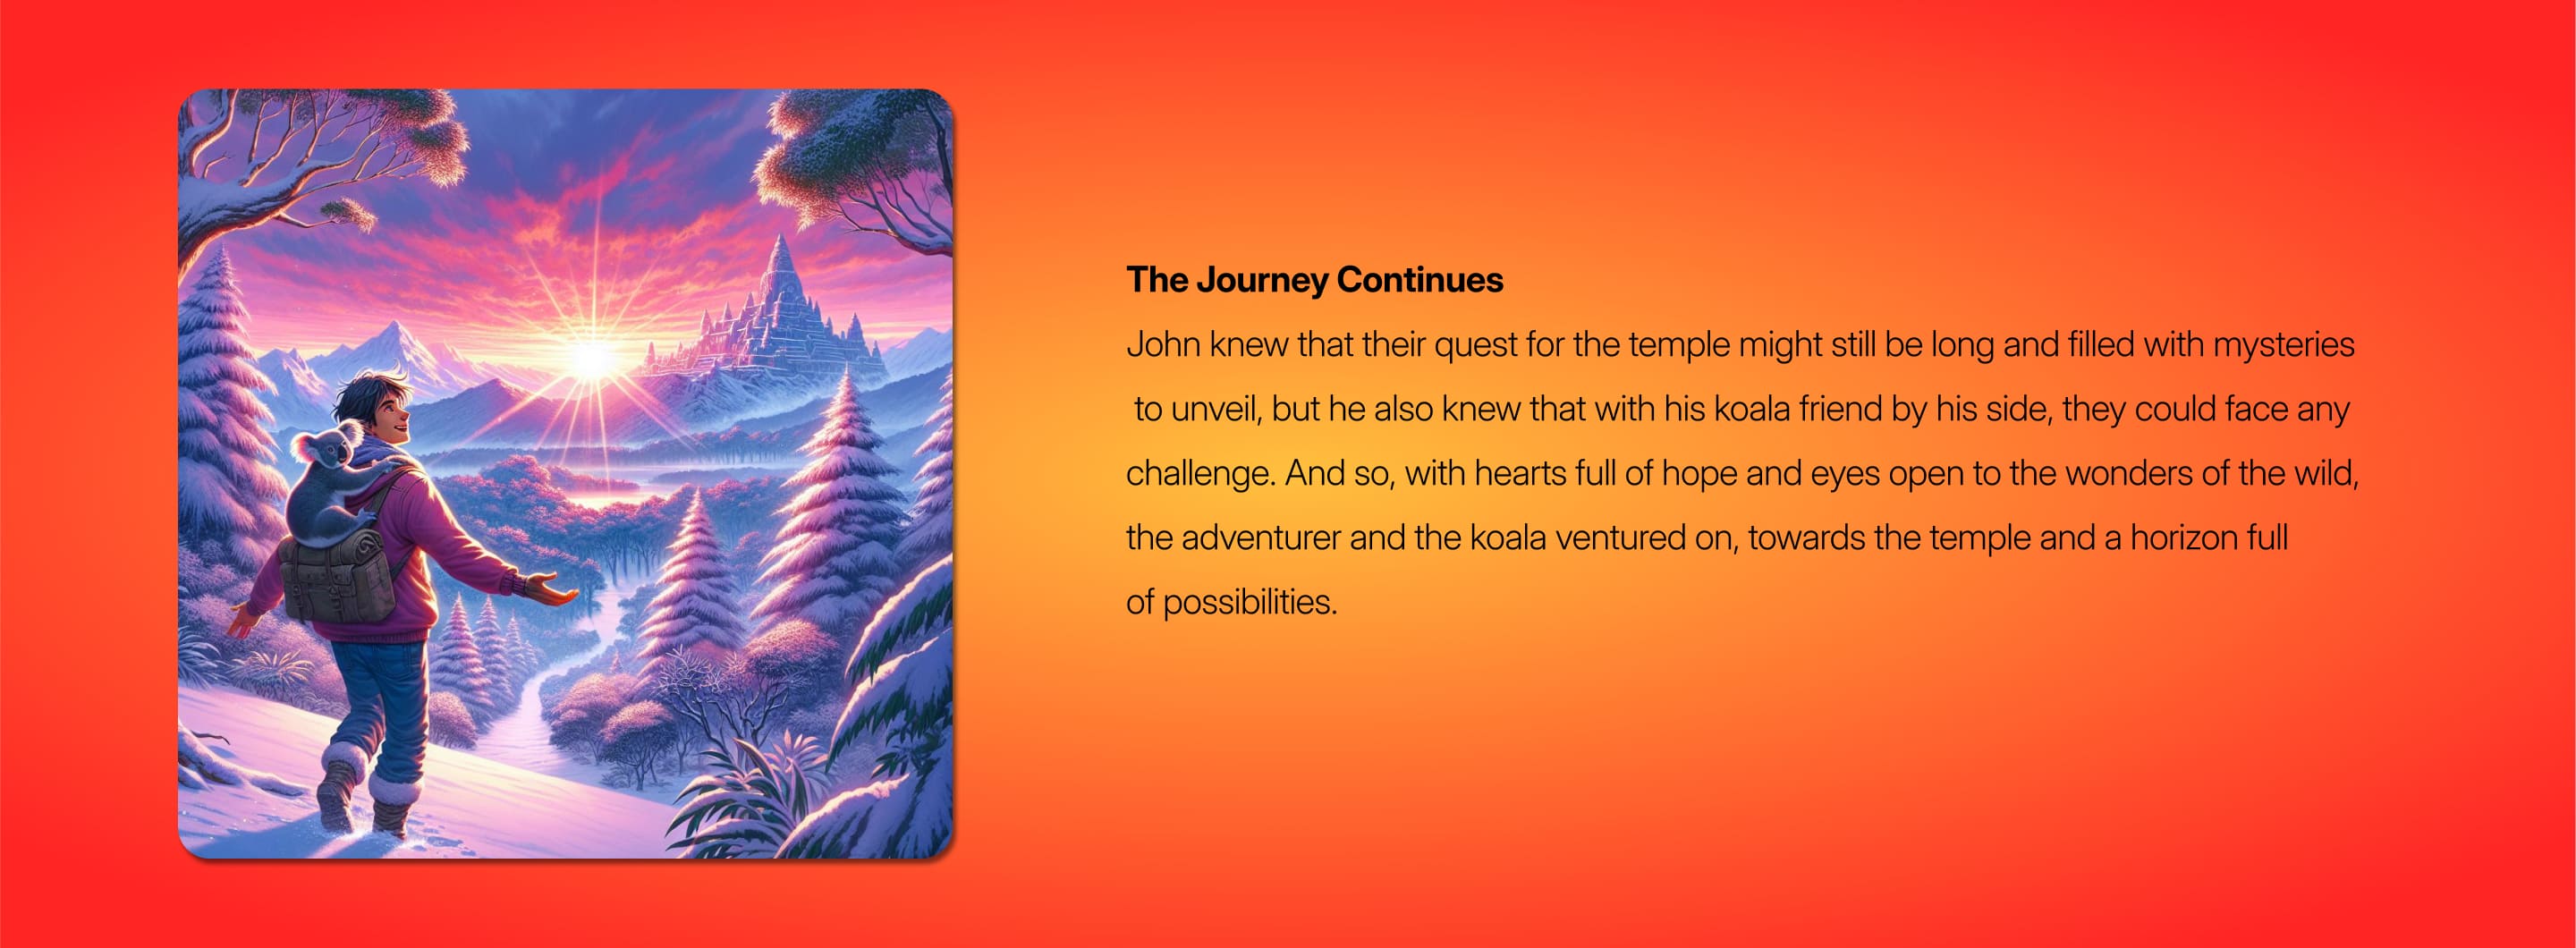 The Journey Continues
John knew that their quest for the temple might still be long and filled with mysteries
to unveil, but he also knew that with his koala friend by his side, they could face any
challenge. And so, with hearts full of hope and eyes open to the wonders of the wild,
the adventurer and the koala ventured on, towards the temple and a horizon full
of possibilities.